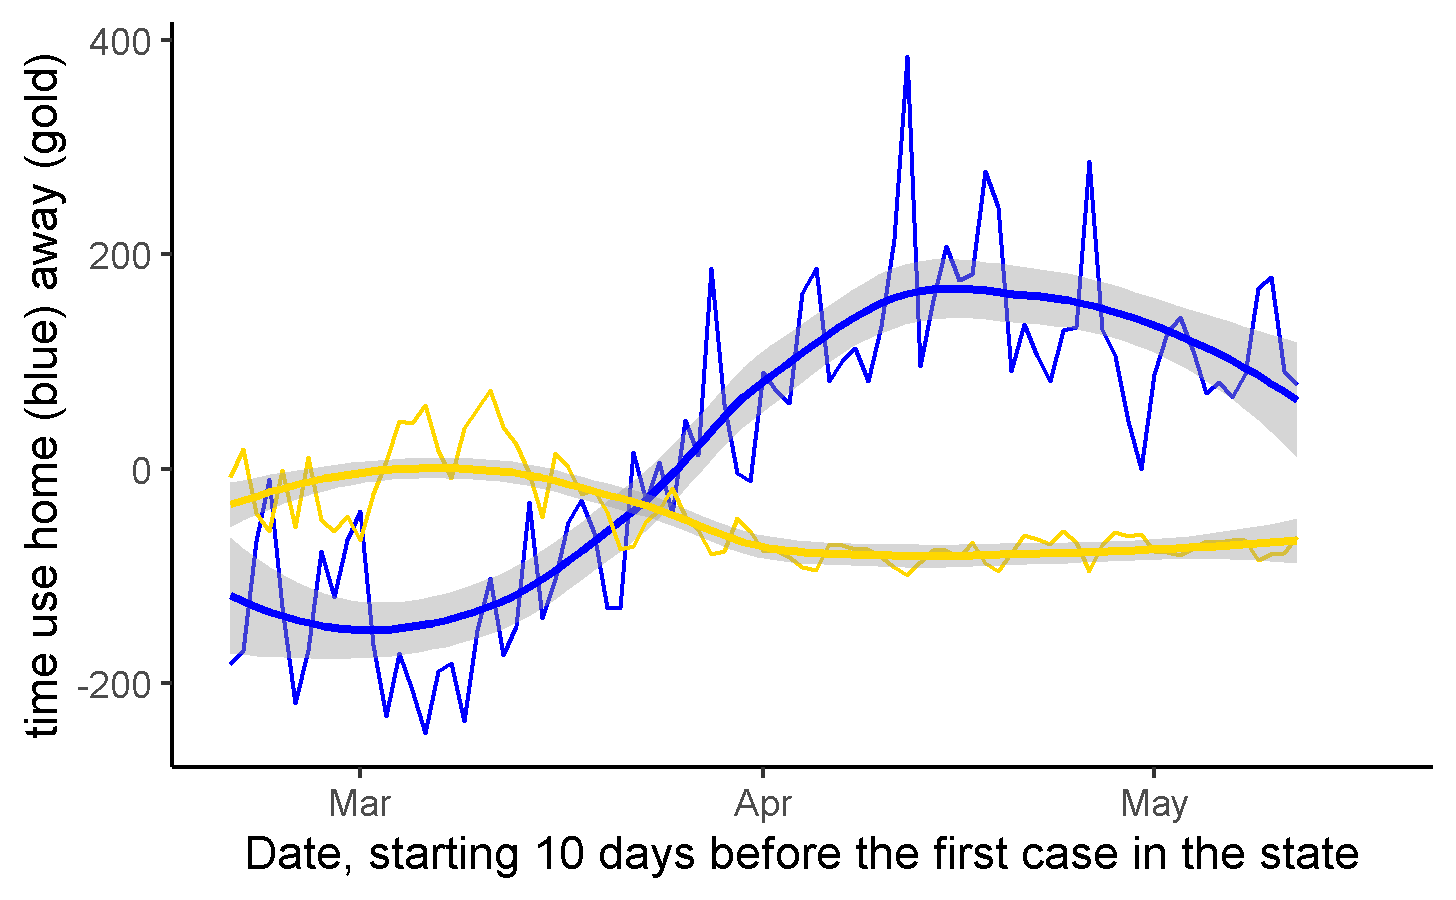 time use home (blue) away (gold)
400
200
0
-200
Mar
Apr
May
Date, starting 10 days before the first case in the state